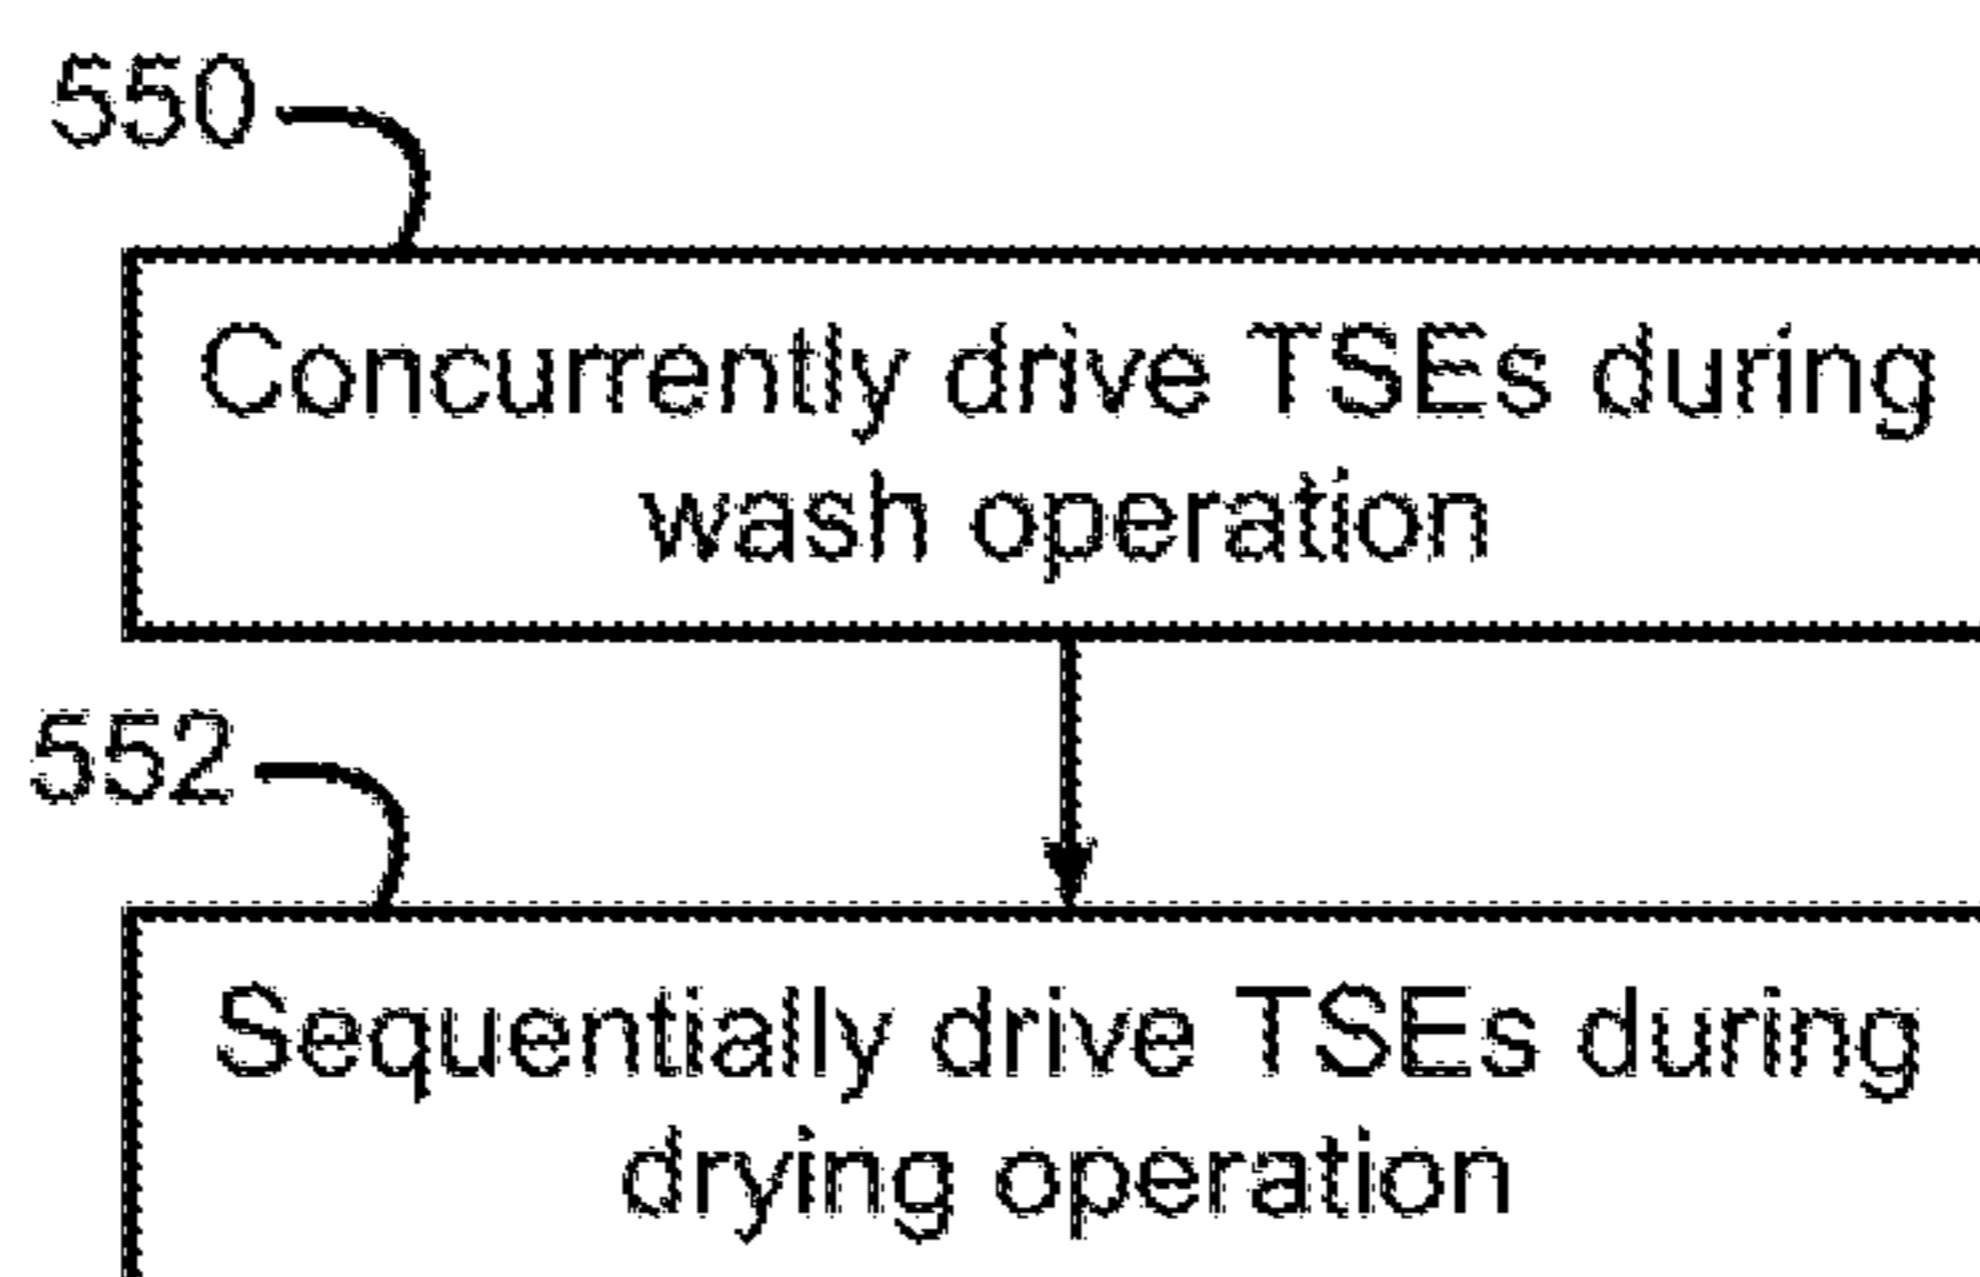 550
Concurrently drive TSEs during
wash operation
552
Sequentially drive TSEs during
drying operation